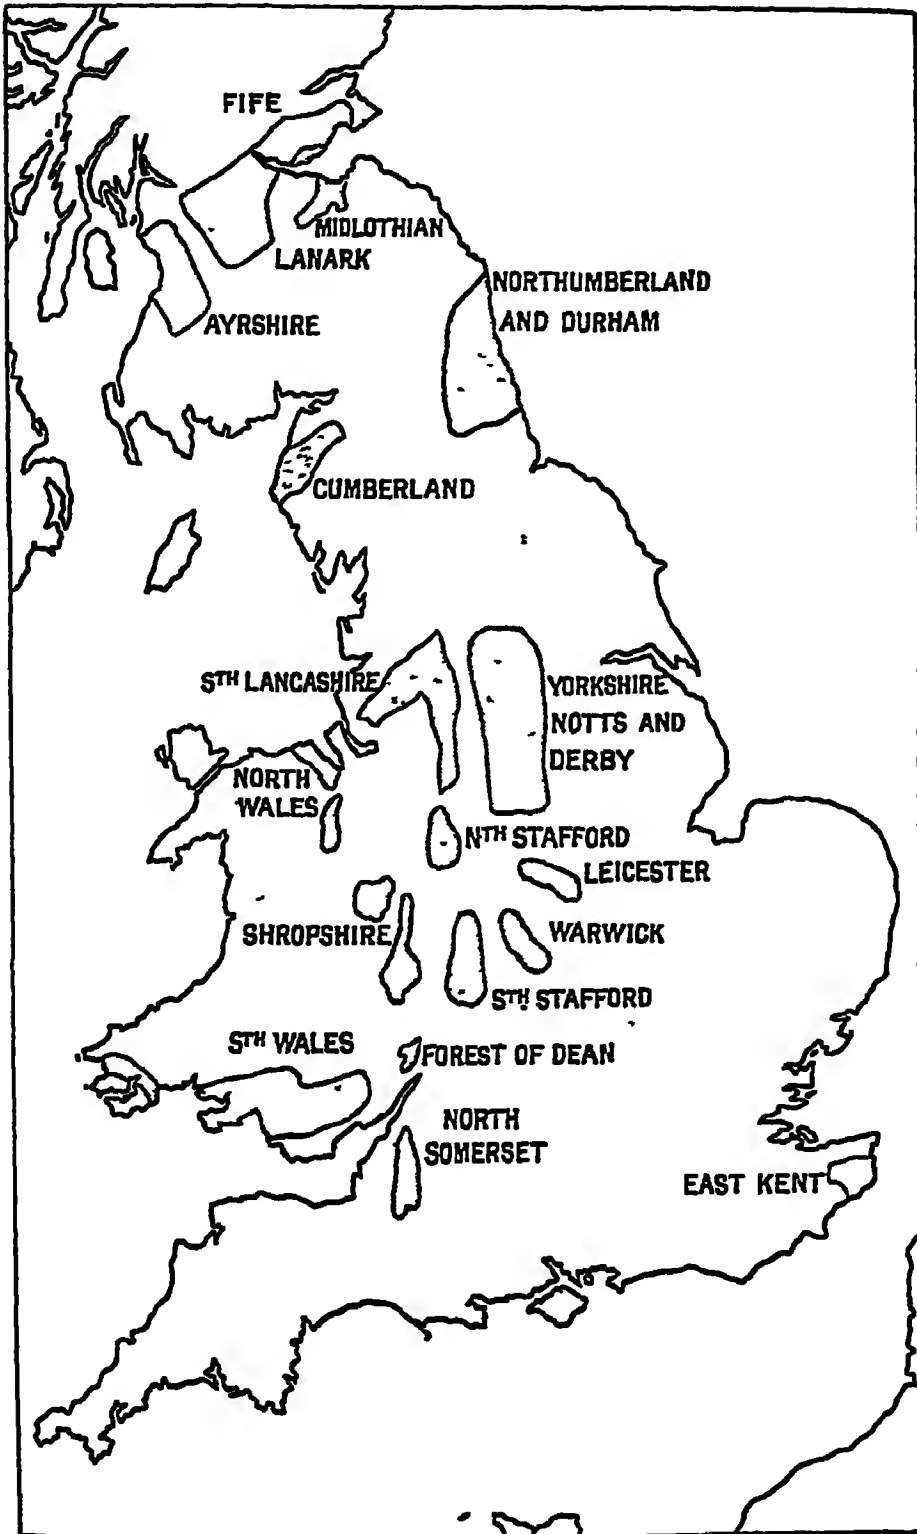 FIFE
MIDLOTHIAN
LANARK
AYRSHIRE
NORTHUMBERLAND
AND DURHAM
CUMBERLAND
STH LANCASHIRE
YORKSHIRE
NOTTS AND
DERBY
NORTH
WALES
NTH STAFFORD
LEICESTER
SHROPSHIRE
WARWICK
STH STAFFORD
STH WALES
FOREST OF DEAN
NORTH
SOMERSET
EAST KENT